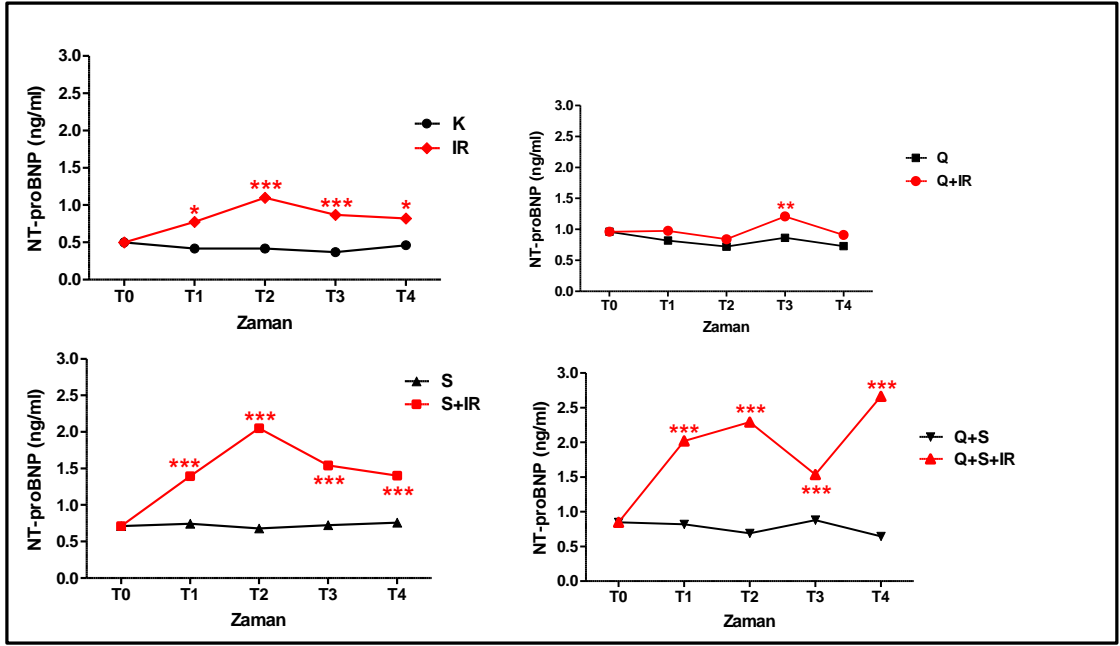 3.0
2.5
2.0
1.5
1.0
0.5
0.0
NT-proBNP (ng/ml)
K
IR
*
***
***
*
T0 T1 T2 T3 T4
Zaman
3.0
2.5
2.0
1.5
1.0
0.5
0.0
NT-proBNP (ng/ml)
Q
Q+IR
**
T0 T1 T2 T3 T4
Zaman
3.0
2.5
2.0
1.5
1.0
0.5
0.0
NT-proBNP (ng/ml)
S
S+IR
***
***
***
***
T0 T1 T2 T3 T4
Zaman
3.0
2.5
2.0
1.5
1.0
0.5
0.0
NT-proBNP (ng/ml)
Q+S
Q+S+IR
***
***
***
***
T0 T1 T2 T3 T4
Zaman